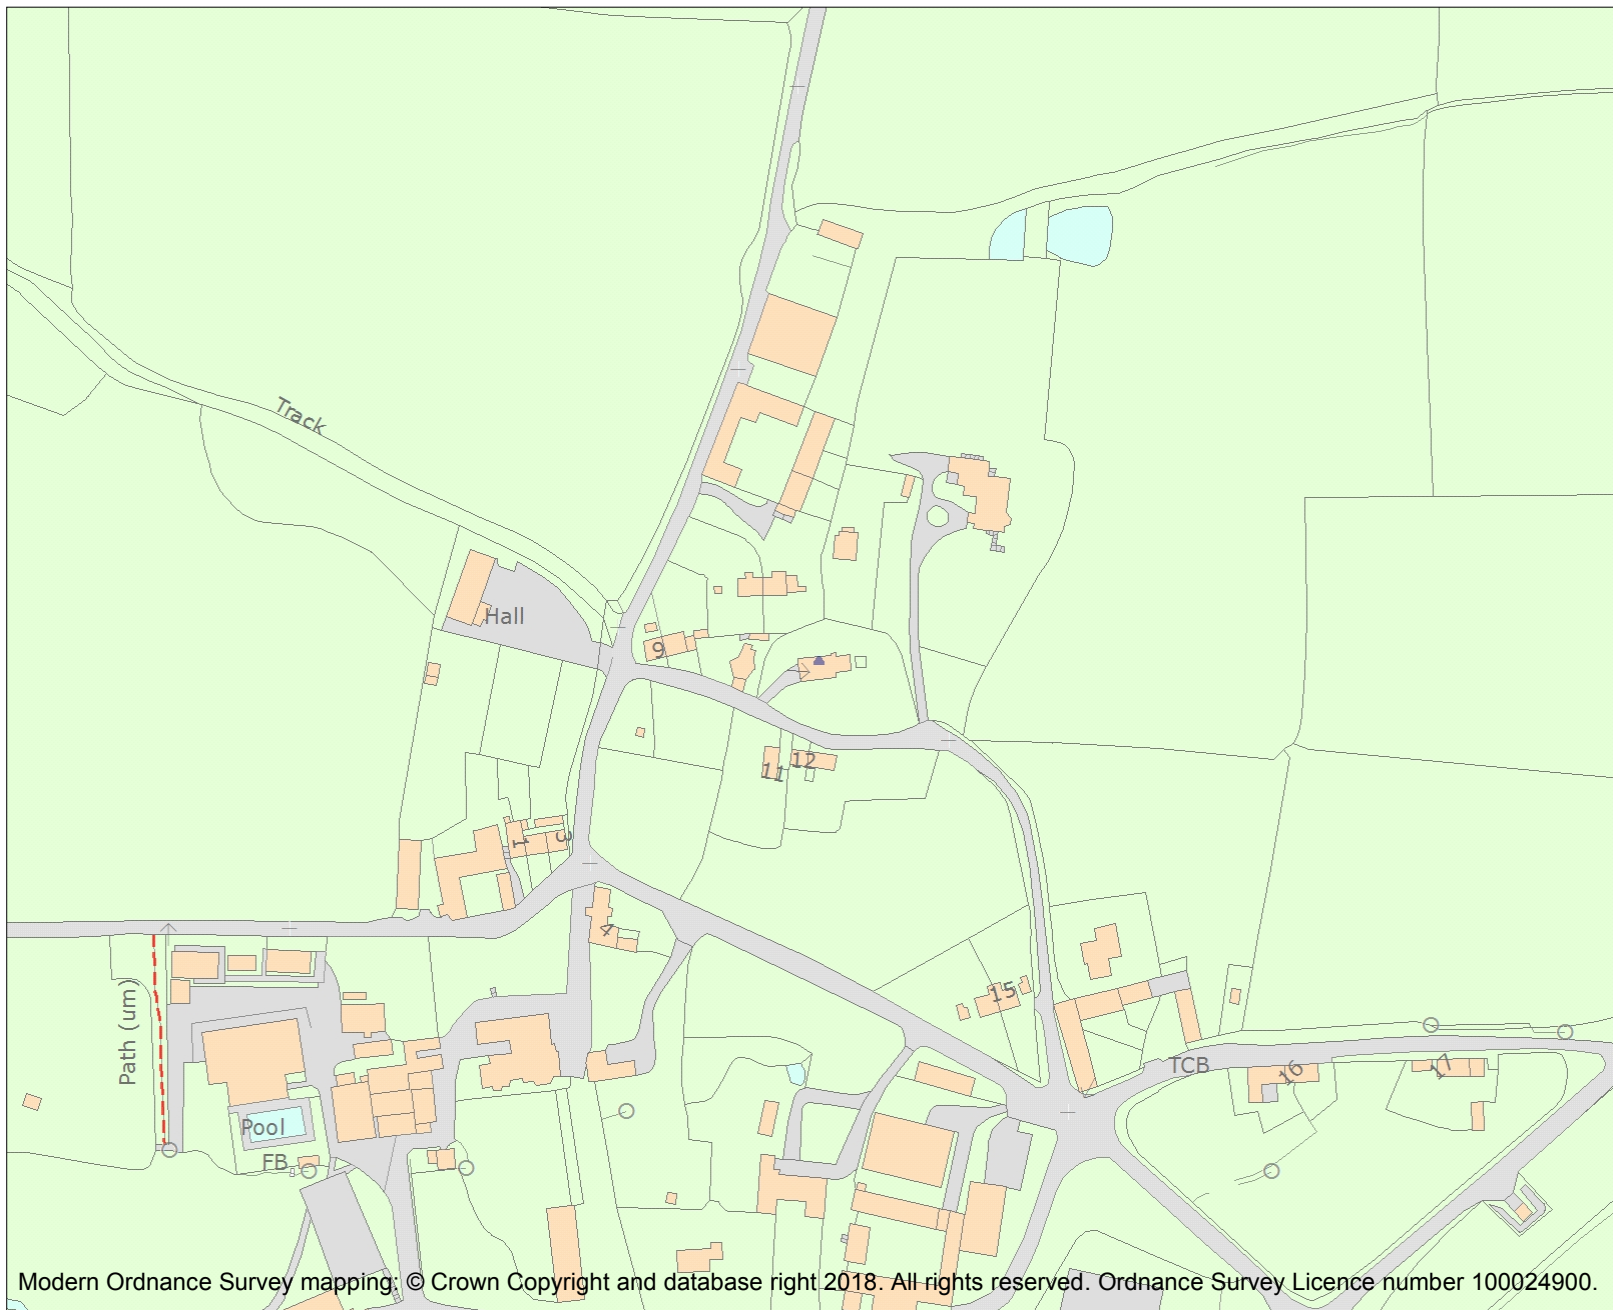 Track
Hall
9
11
12
1
3
4
15
Path (um)
TCB
16
17
Pool
FB
Modern Ordnance Survey mapping: © Crown Copyright and database right 2018. All rights reserved. Ordnance Survey Licence number 100024900.